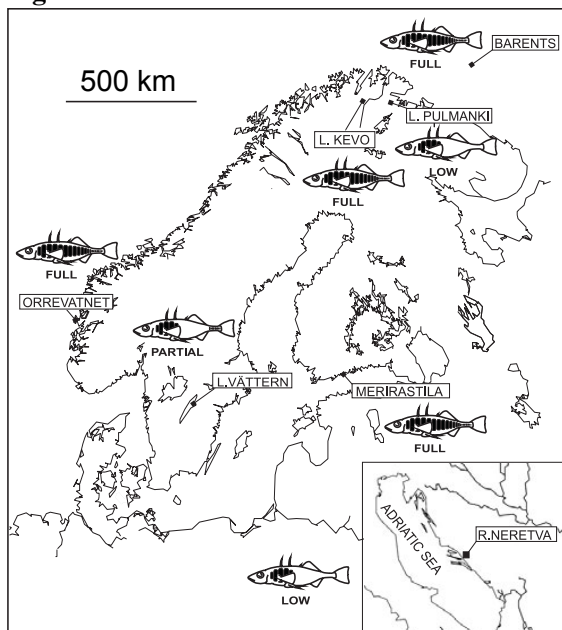 BARENTS
FULL
500 km
L. PULMANKI
L. KEVO
LOW
FULL
FULL
ORREVATNET
PARTIAL
L.VÄTTERN
MERIRASTILA
FULL
ADRIATIC SEA
R.NERETVA
LOW